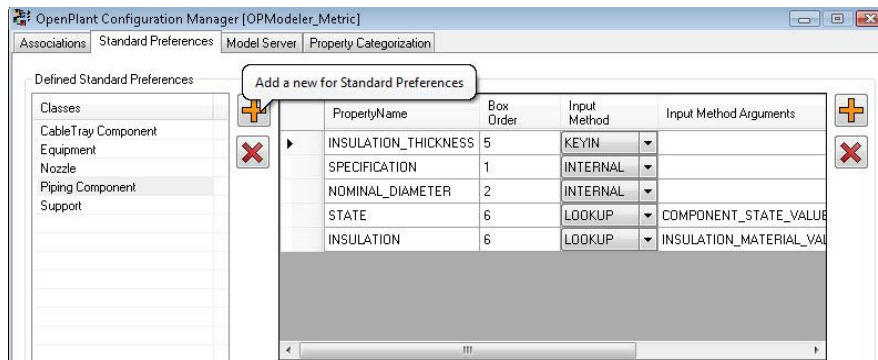 OpenPlant Configuration Manager [OPModeler_Metric]
Associations Standard Preferences Model Server Property Categorization
Defined Standard Preferences
Add a new for Standard Preferences
Classes
PropertyName Box Order Input Method Input Method Arguments
CableTray Component
Equipment
Nozzle
Piping Component
Support
INSULATION_THICKNESS 5 KEYIN
SPECIFICATION 1 INTERNAL
NOMINAL_DIAMETER 2 INTERNAL
STATE 6 LOOKUP COMPONENT_STATE_VALUE
INSULATION 6 LOOKUP INSULATION_MATERIAL_VAL